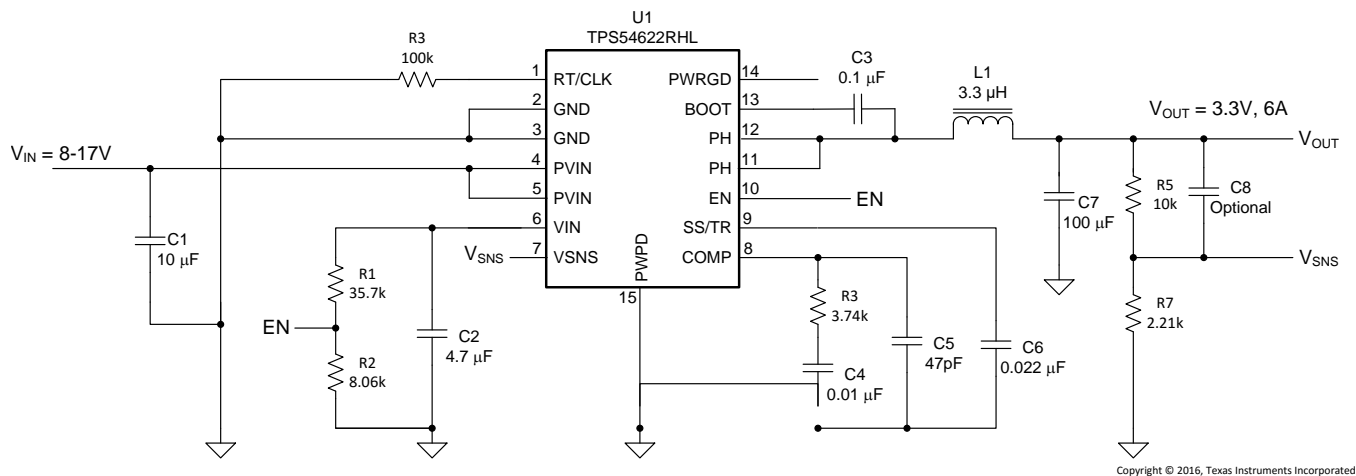 U1
TPS54622RHL
R3
100k
1
RT/CLK
2
GND
3
GND
4
PVIN
5
PVIN
6
VIN
7
VSNS
PWPD
15
PWRGD
14
BOOT
13
PH
12
PH
11
EN
10
SS/TR
9
COMP
8
VIN = 8-17V
C1
10 µF
R1
35.7k
EN
R2
8.06k
C2
4.7 µF
VSNS
C3
0.1 µF
L1
3.3 µH
VOUT = 3.3V, 6A
VOUT
EN
C7
100 µF
R5
10k
C8
Optional
VSNS
R7
2.21k
R3
3.74k
C4
0.01 µF
C5
47pF
C6
0.022 µF
Copyright © 2016, Texas Instruments Incorporated